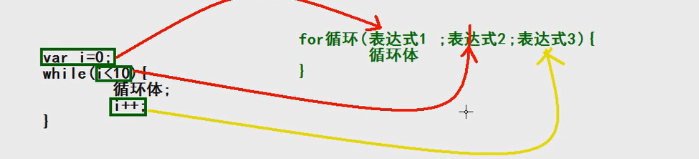 var i=0;
while(i<10){
循环体;
i++;
}
for循环(表达式1 ;表达式2;表达式3){
循环体
}